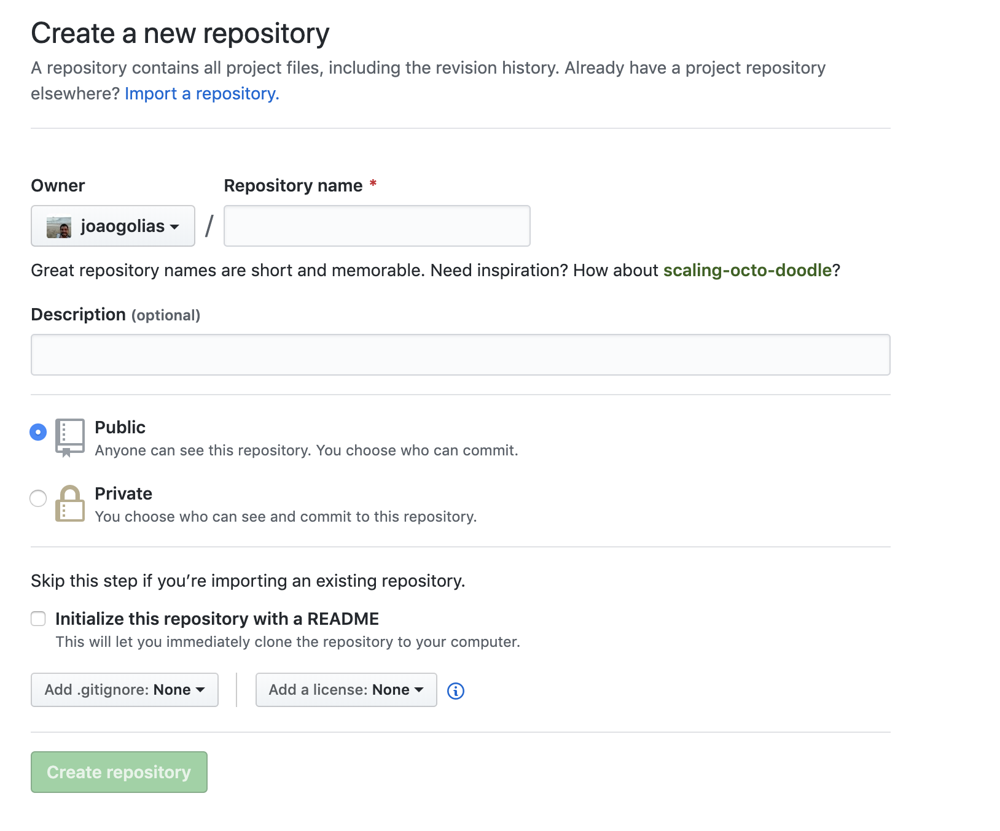 Create a new repository
A repository contains all project files, including the revision history. Already have a project repository
elsewhere? Import a repository.
Owner
Repository name *
joaogolias
/
Great repository names are short and memorable. Need inspiration? How about scaling-octo-doodle?
Description (optional)
Public
Anyone can see this repository. You choose who can commit.
Private
You choose who can see and commit to this repository.
Skip this step if you’re importing an existing repository.
Initialize this repository with a README
This will let you immediately clone the repository to your computer.
Add .gitignore: None
Add a license: None
Create repository